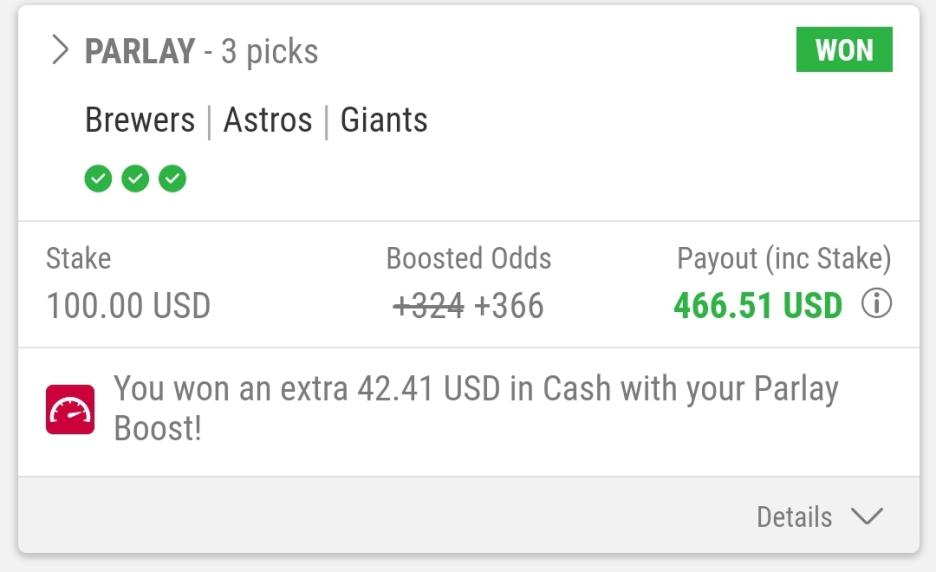 PARLAY - 3 picks
WON
Brewers | Astros | Giants
Stake
Boosted Odds
Payout (inc Stake)
100.00 USD
+324 +366
466.51 USD
You won an extra 42.41 USD in Cash with your Parlay
Boost!
Details